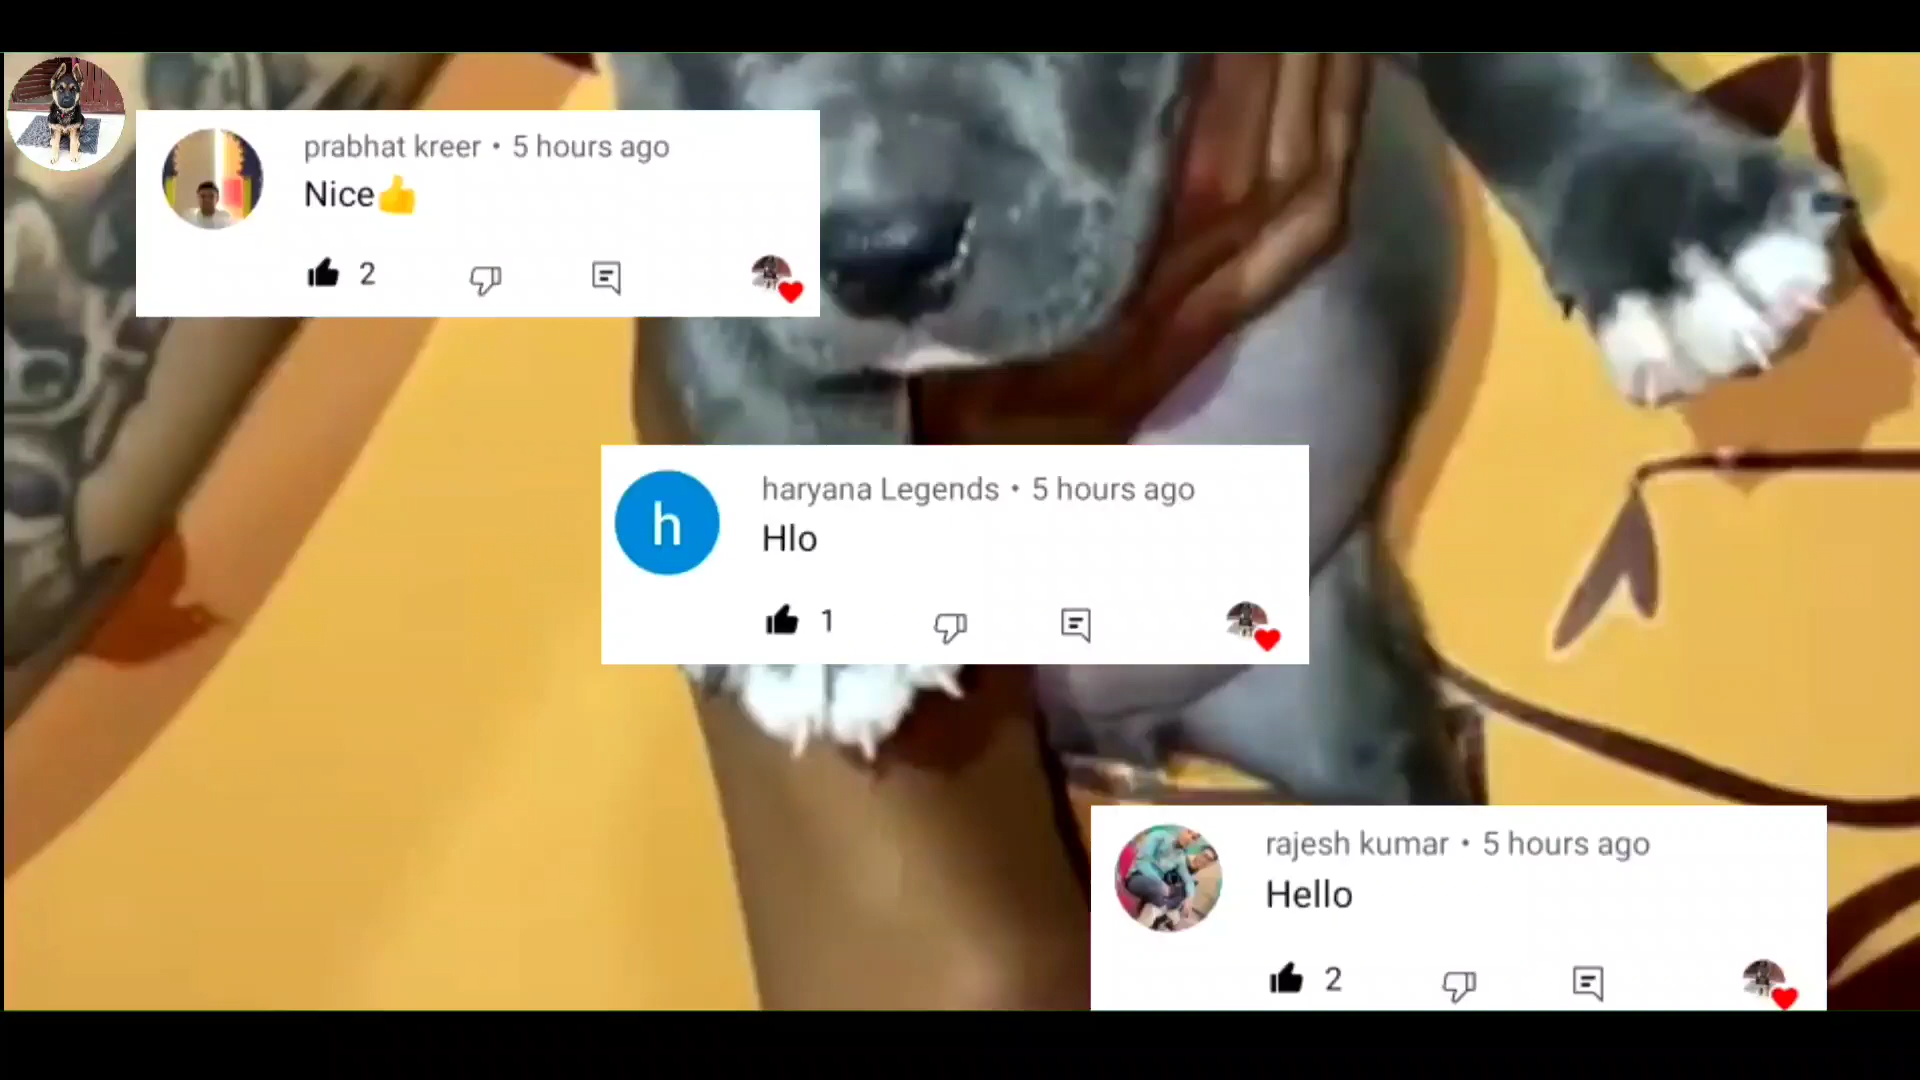 prabhat kreer • 5 hours ago
Nice👍
2
h
haryana Legends • 5 hours ago
Hlo
1
rajesh kumar • 5 hours ago
Hello
2